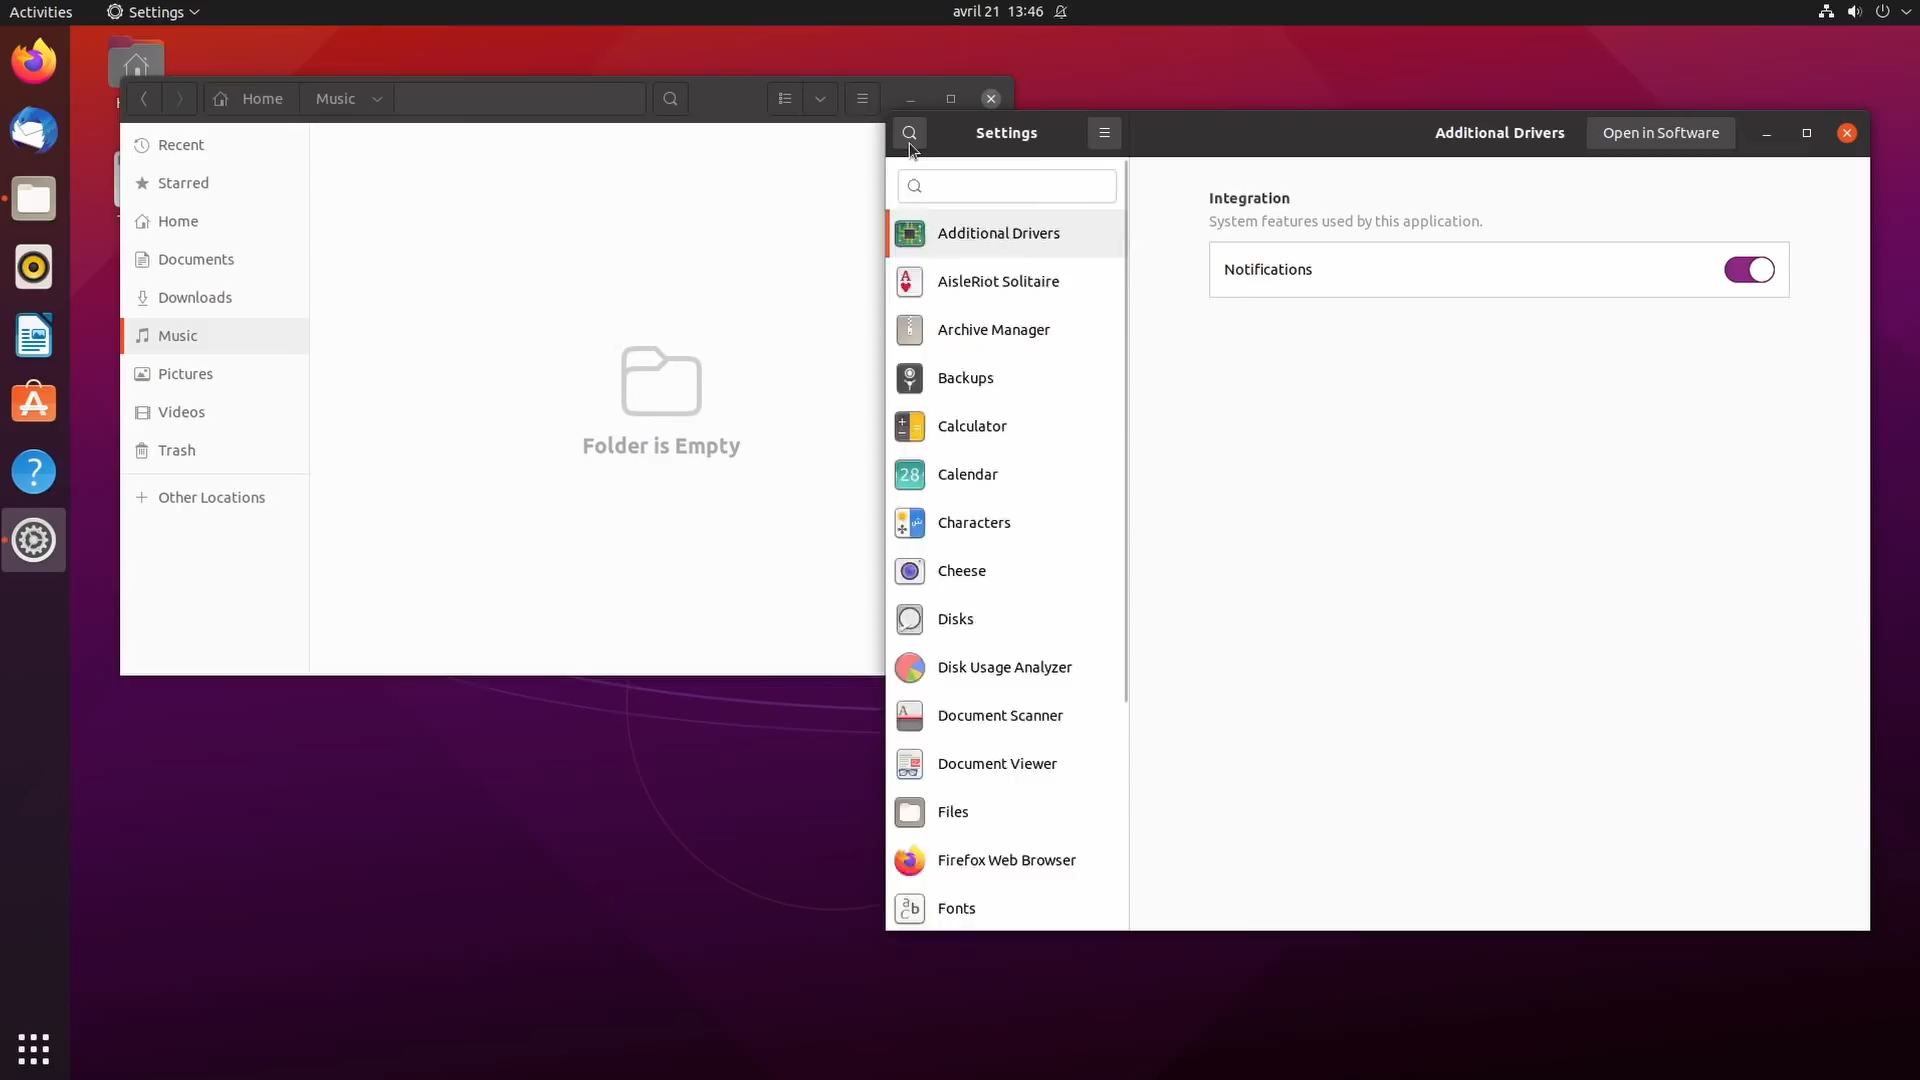 Activities
Settings
avril 21 13:46
Home
Music
Recent
Starred
Home
Documents
Downloads
Music
Pictures
Videos
Trash
Other Locations
Folder is Empty
Settings
Additional Drivers
Open in Software
Additional Drivers
AisleRiot Solitaire
Archive Manager
Backups
Calculator
28
Calendar
Characters
Cheese
Disks
Disk Usage Analyzer
Document Scanner
Document Viewer
Files
Firefox Web Browser
Fonts
Integration
System features used by this application.
Notifications